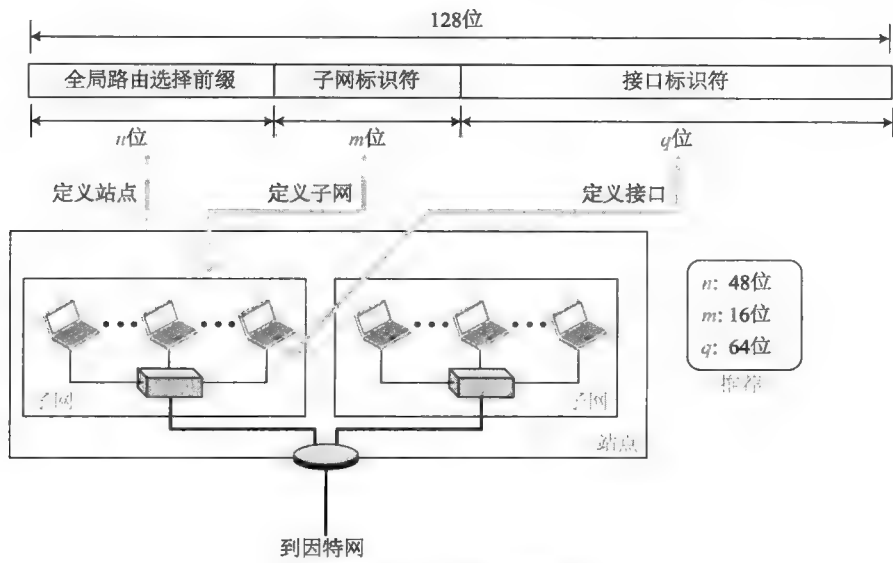 128位
全局路由选择前缀 子网标识符 接口标识符
n位 m位 q位
定义站点 定义子网 定义接口
n: 48位
m: 16位
q: 64位
推荐
子网 子网
站点
到因特网